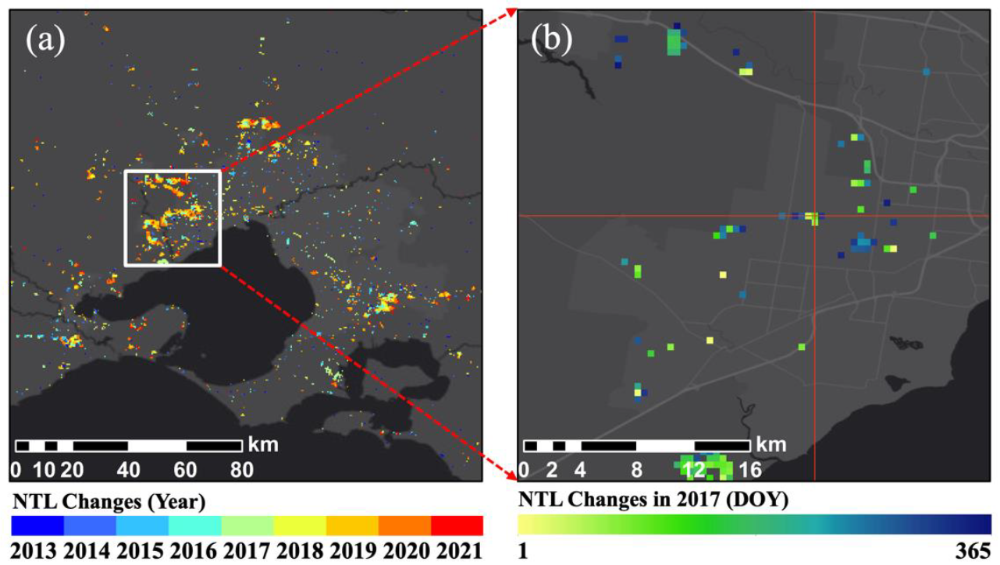 (a)
(b)
km
0 10 20 40 60 80
km
0 2 4 8 12 16
NTL Changes (Year)
2013 2014 2015 2016 2017 2018 2019 2020 2021
NTL Changes in 2017 (DOY)
1 365